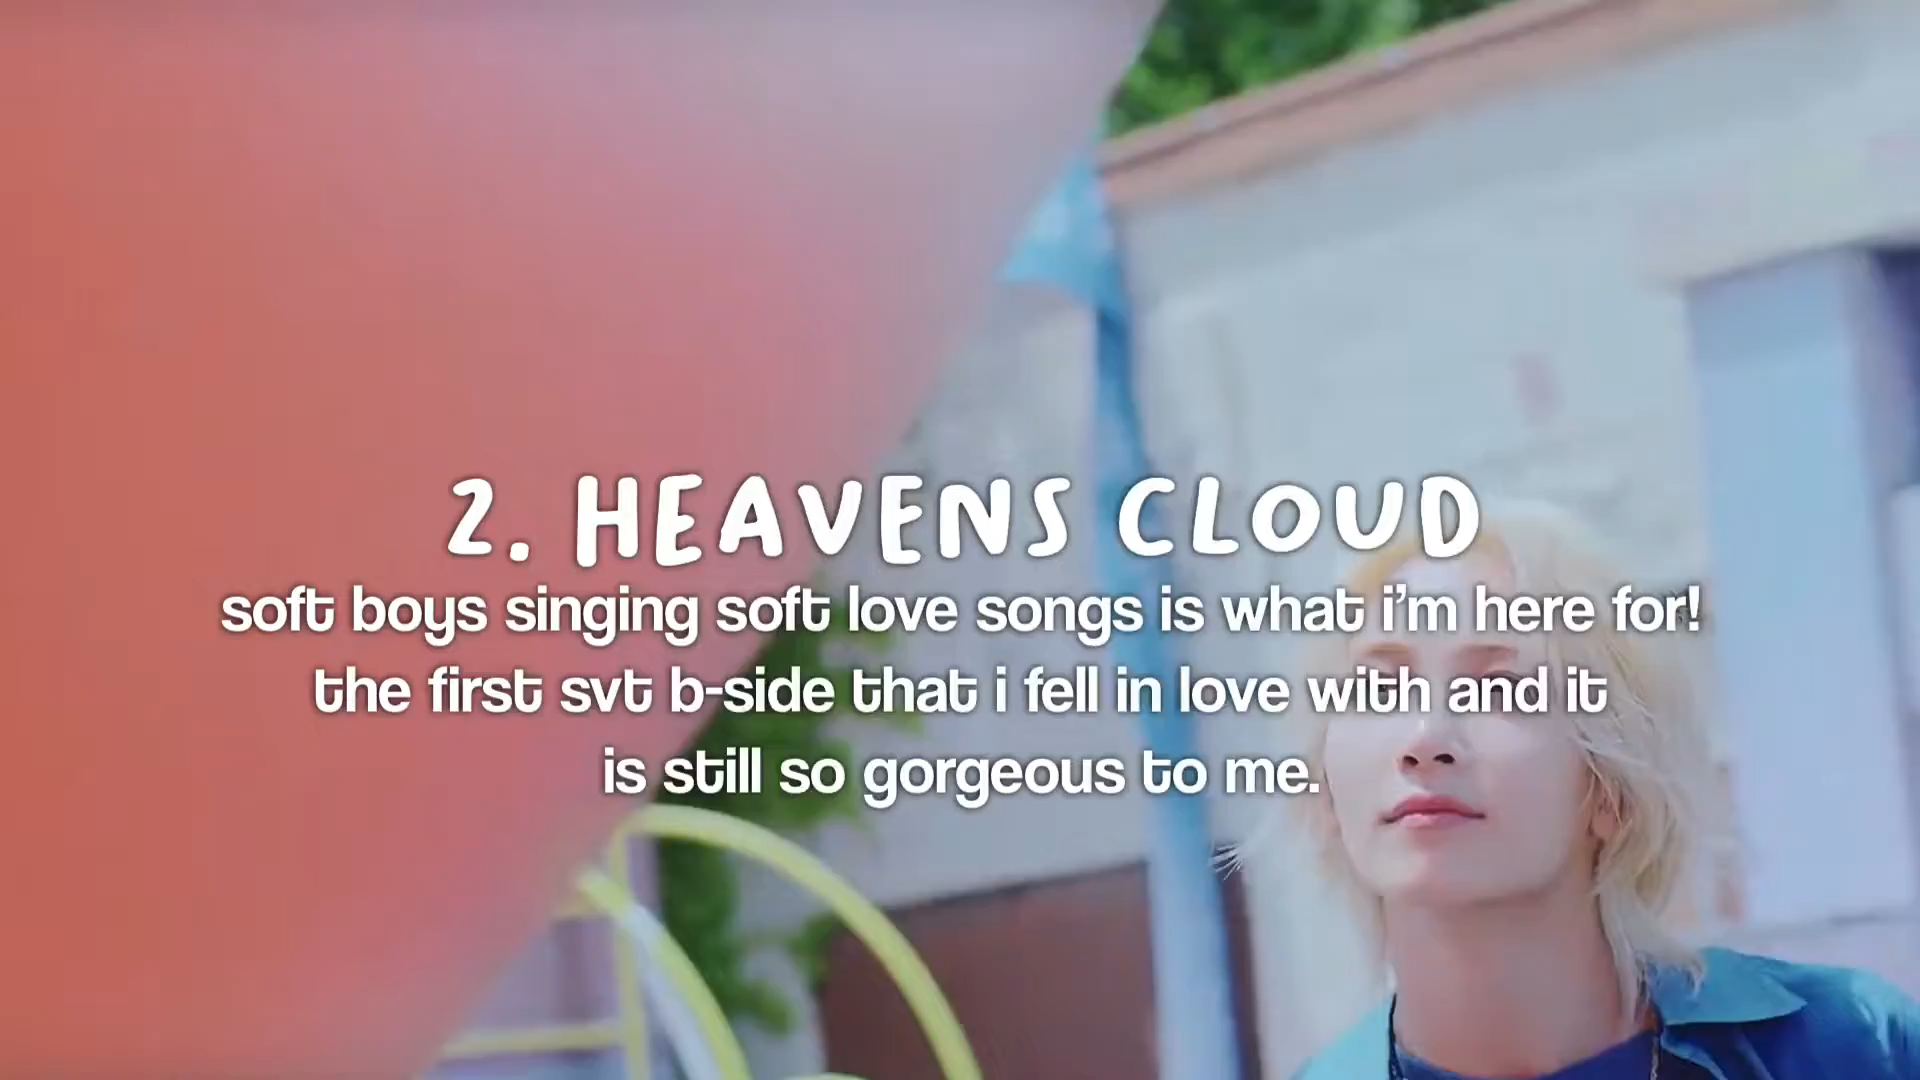 2. HEAVENS CLOUD
soft boys singing soft love songs is what i'm here for!
the first svt b-side that i fell in love with and it
is still so gorgeous to me.